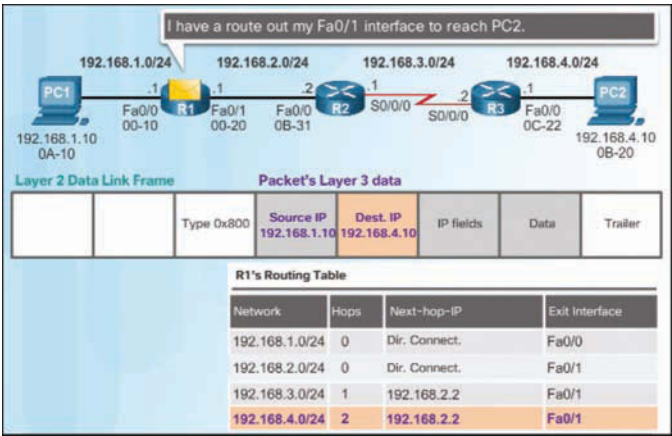 I have a route out my Fa0/1 interface to reach PC2.
192.168.1.0/24 192.168.2.0/24 192.168.3.0/24 192.168.4.0/24
PC1 .1 R1 .1 .2 R2 .1 .2 R3 .1 PC2
Fa0/0 Fa0/1 Fa0/0 S0/0/0 S0/0/0 Fa0/0
00-10 00-20 0B-31 0C-22
192.168.1.10 192.168.4.10
0A-10 0B-20
Layer 2 Data Link Frame Packet's Layer 3 data
Type 0x800 Source IP Dest. IP IP fields Data Trailer
192.168.1.10 192.168.4.10
R1's Routing Table
Network Hops Next-hop-IP Exit Interface
192.168.1.0/24 0 Dir. Connect. Fa0/0
192.168.2.0/24 0 Dir. Connect. Fa0/1
192.168.3.0/24 1 192.168.2.2 Fa0/1
192.168.4.0/24 2 192.168.2.2 Fa0/1